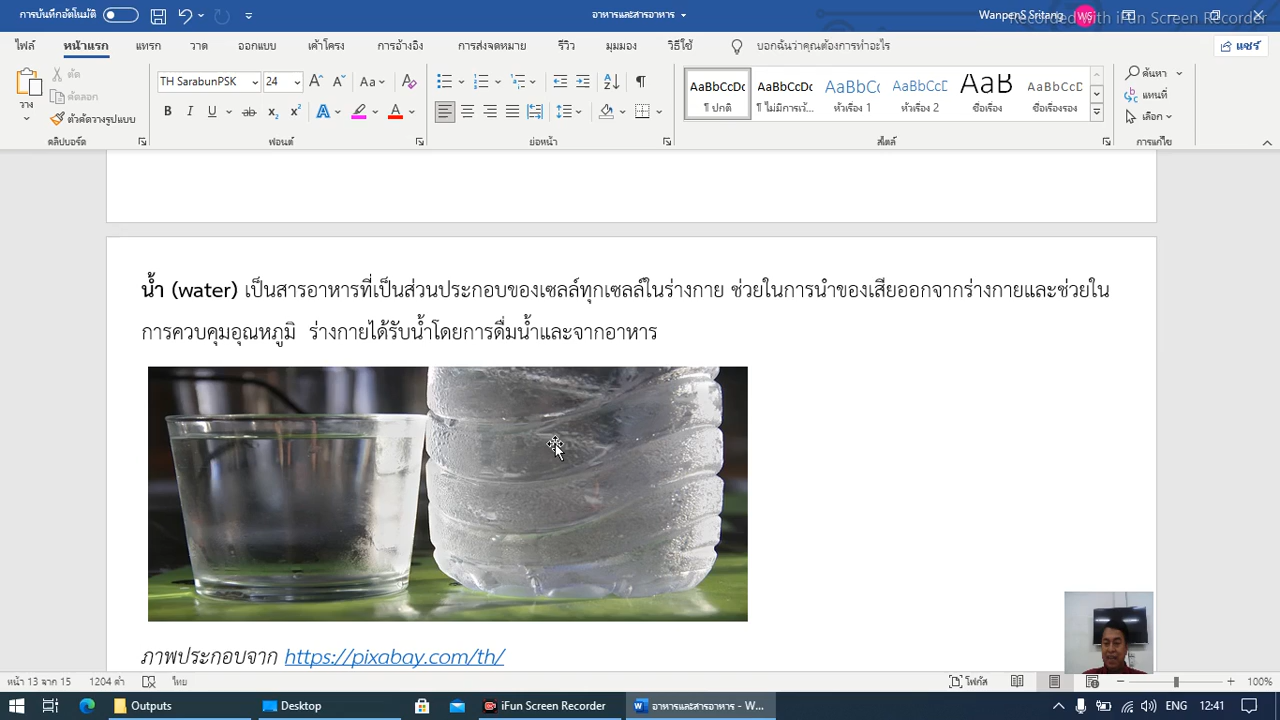 การบันทึกอัตโนมัติ
อาหารและสารอาหาร
WanpenS Sritang
WS
Recorded with iFun Screen Recorder
ไฟล์ หน้าแรก แทรก วาด ออกแบบ เค้าโครง การอ้างอิง การส่งจดหมาย รีวิว มุมมอง วิธีใช้ บอกฉันว่าคุณต้องการทำอะไร แชร์
วาง
ตัด
คัดลอก
ตัวคัดวางรูปแบบ
คลิปบอร์ด
TH SarabunPSK 24
ฟอนต์
ย่อหน้า
AaBbCcDc AaBbCcDc AaBbCc AaBbCcD AaB AaBbCcD
¶ ปกติ ¶ ไม่มีการเว้... หัวเรื่อง 1 หัวเรื่อง 2 ชื่อเรื่อง ชื่อเรื่องรอง
สไตล์
ค้นหา
แทนที่
เลือก
การแก้ไข
น้ำ (water) เป็นสารอาหารที่เป็นส่วนประกอบของเซลล์ทุกเซลล์ในร่างกาย ช่วยในการนำของเสียออกจากร่างกายและช่วยใน
การควบคุมอุณหภูมิ ร่างกายได้รับน้ำโดยการดื่มน้ำและจากอาหาร
ภาพประกอบจาก https://pixabay.com/th/
หน้า 13 จาก 15 1204 คำ ไทย โฟกัส 100%
Outputs Desktop iFun Screen Recorder อาหารและสารอาหาร - W... ENG 12:41